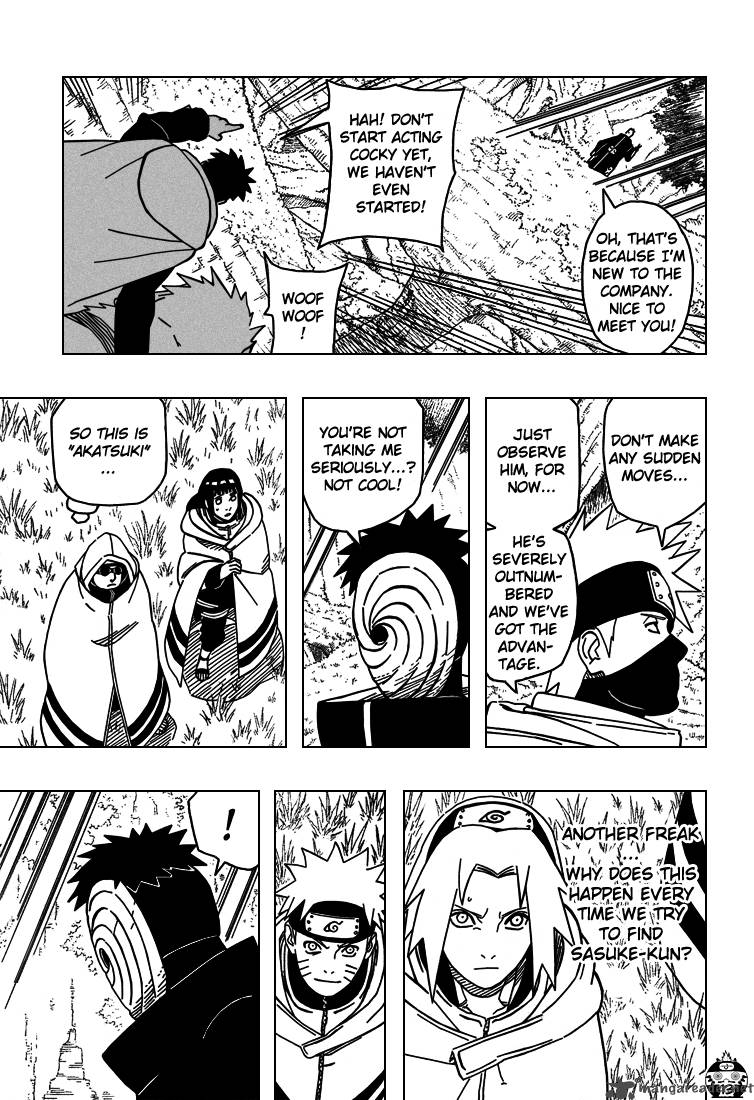 HAH! DON'T
START ACTING
COCKY YET,
WE HAVEN'T
EVEN
STARTED!
OH, THAT'S
BECAUSE I'M
NEW TO THE
COMPANY.
NICE TO
MEET YOU!
WOOF
WOOF
!
DON'T MAKE
ANY SUDDEN
MOVES...
JUST
OBSERVE
HIM, FOR
NOW...
HE'S
SEVERELY
OUTNUM-
BERED
AND WE'VE
GOT THE
ADVAN-
TAGE.
YOU'RE NOT
TAKING ME
SERIOUSLY...?
NOT COOL!
SO THIS IS
"AKATSUKI"
...
ANOTHER FREAK
...
WHY DOES THIS
HAPPEN EVERY
TIME WE TRY
TO FIND
SASUKE-KUN?
!
mangareader.net